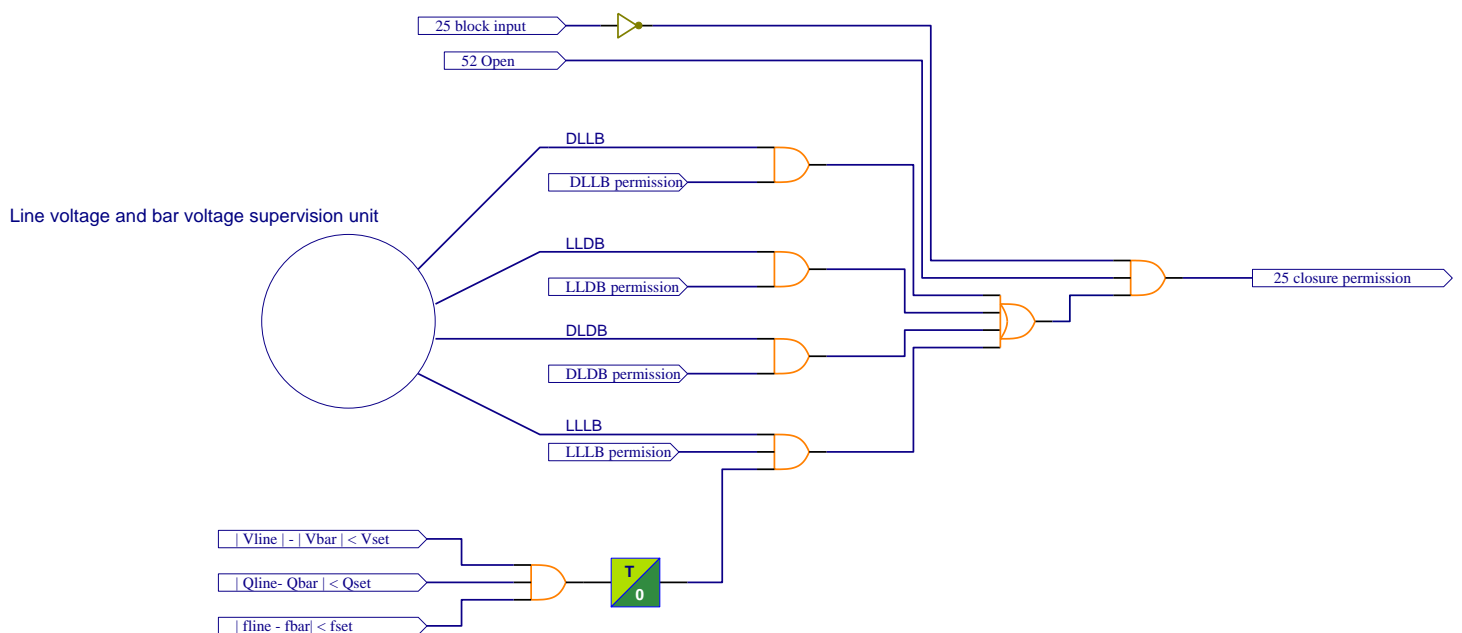 25 block input
52 Open
DLLB
DLLB permission
Line voltage and bar voltage supervision unit
LLDB
LLDB permission
25 closure permission
DLDB
DLDB permission
LLLB
LLLB permision
| Vline | - | Vbar | < Vset
T
0
| Qline- Qbar | < Qset
| fline - fbar| < fset